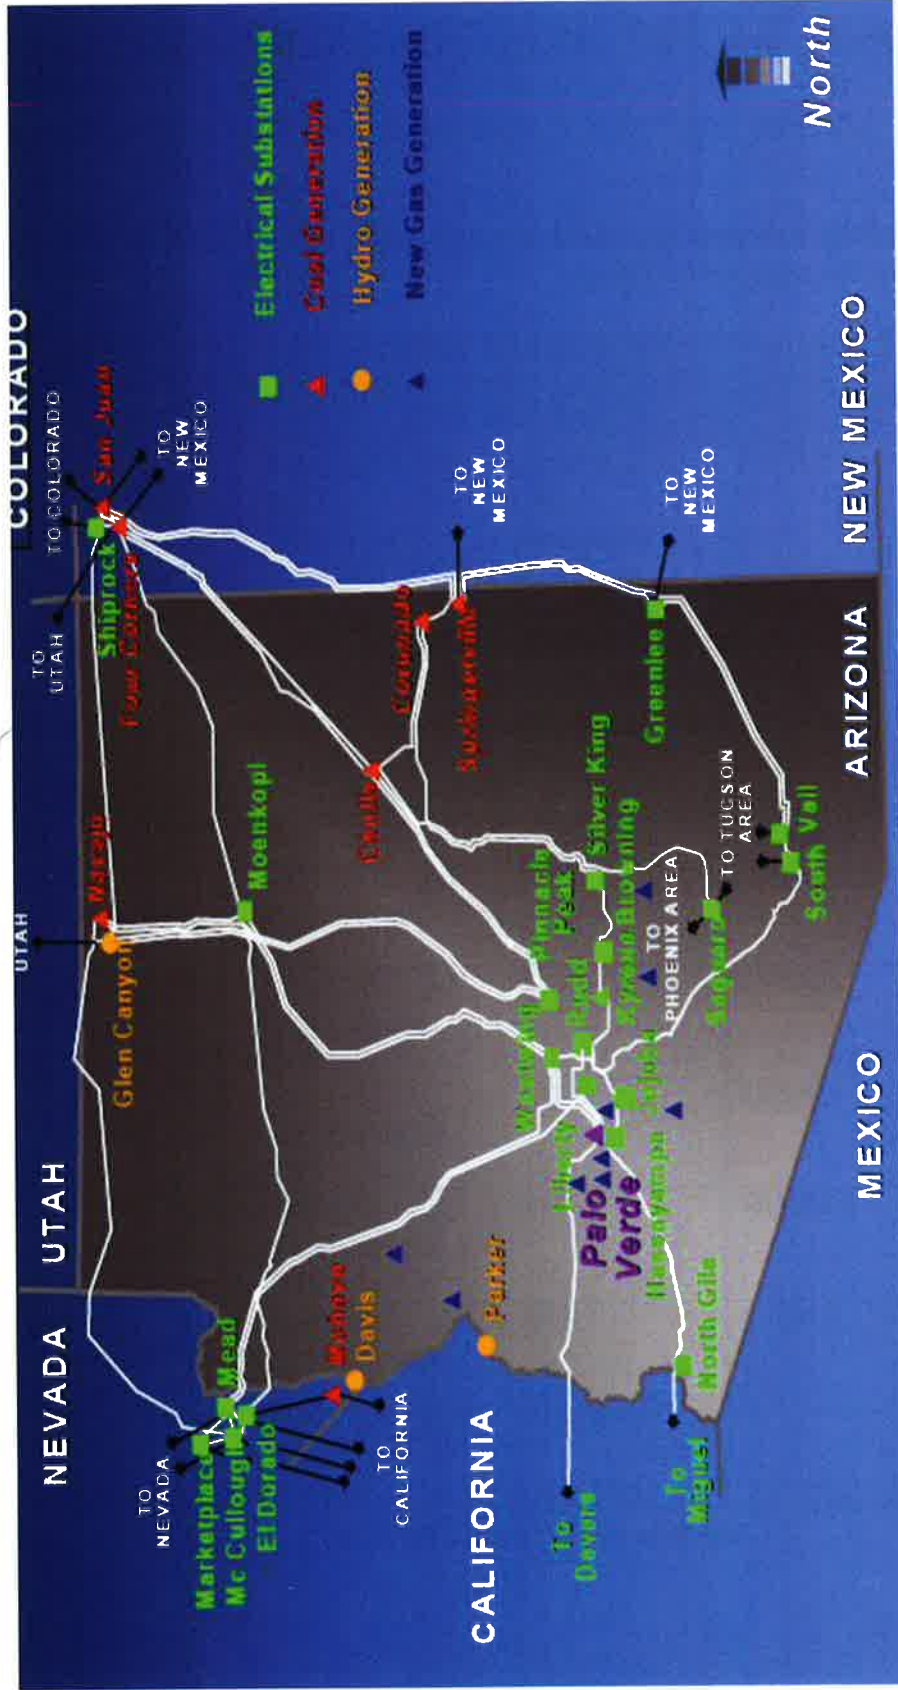 COLORADO
TO COLORADO
San Juan
TO
NEW
MEXICO
TO
UTAH
Shiprock
Four Corners
Electrical Substations
Coal Generation
Hydro Generation
New Gas Generation
North
UTAH
Navajo
Glen Canyon
Moenkopi
Cholla
Coronado
Springerville
TO
NEW
MEXICO
TO
NEW
MEXICO
Greenlee
NEW MEXICO
ARIZONA
Silver King
Pinnacle
Peak
Browning
Kyrene
Rudd
Westwing
TO
PHOENIX AREA
TO TUCSON
AREA
Saguaro
Vail
South
Jojoba
Liberty
Palo
Verde
Hassayampa
North Gila
MEXICO
NEVADA
UTAH
Mead
TO
NEVADA
Marketplace
Mc Cullough
El Dorado
Mohave
Davis
Parker
TO
CALIFORNIA
CALIFORNIA
To
Devers
To
Miguel